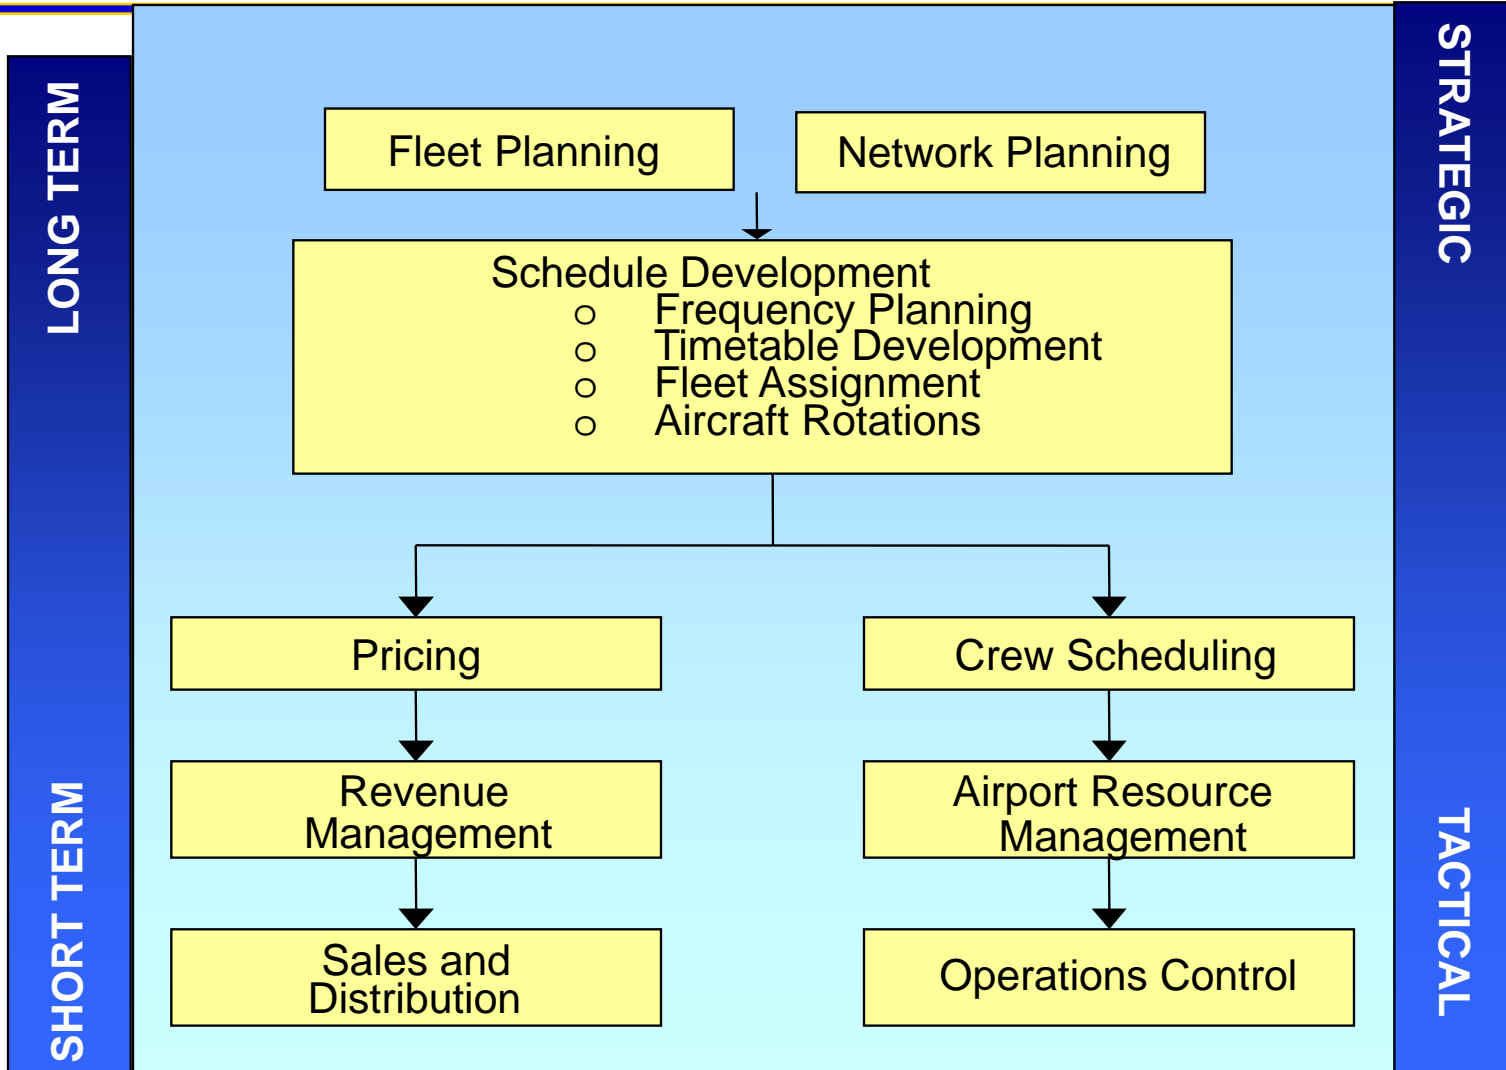 LONG TERM
SHORT TERM
STRATEGIC
TACTICAL
Fleet Planning
Network Planning
Schedule Development
o Frequency Planning
o Timetable Development
o Fleet Assignment
o Aircraft Rotations
Pricing
Crew Scheduling
Revenue
Management
Airport Resource
Management
Sales and
Distribution
Operations Control